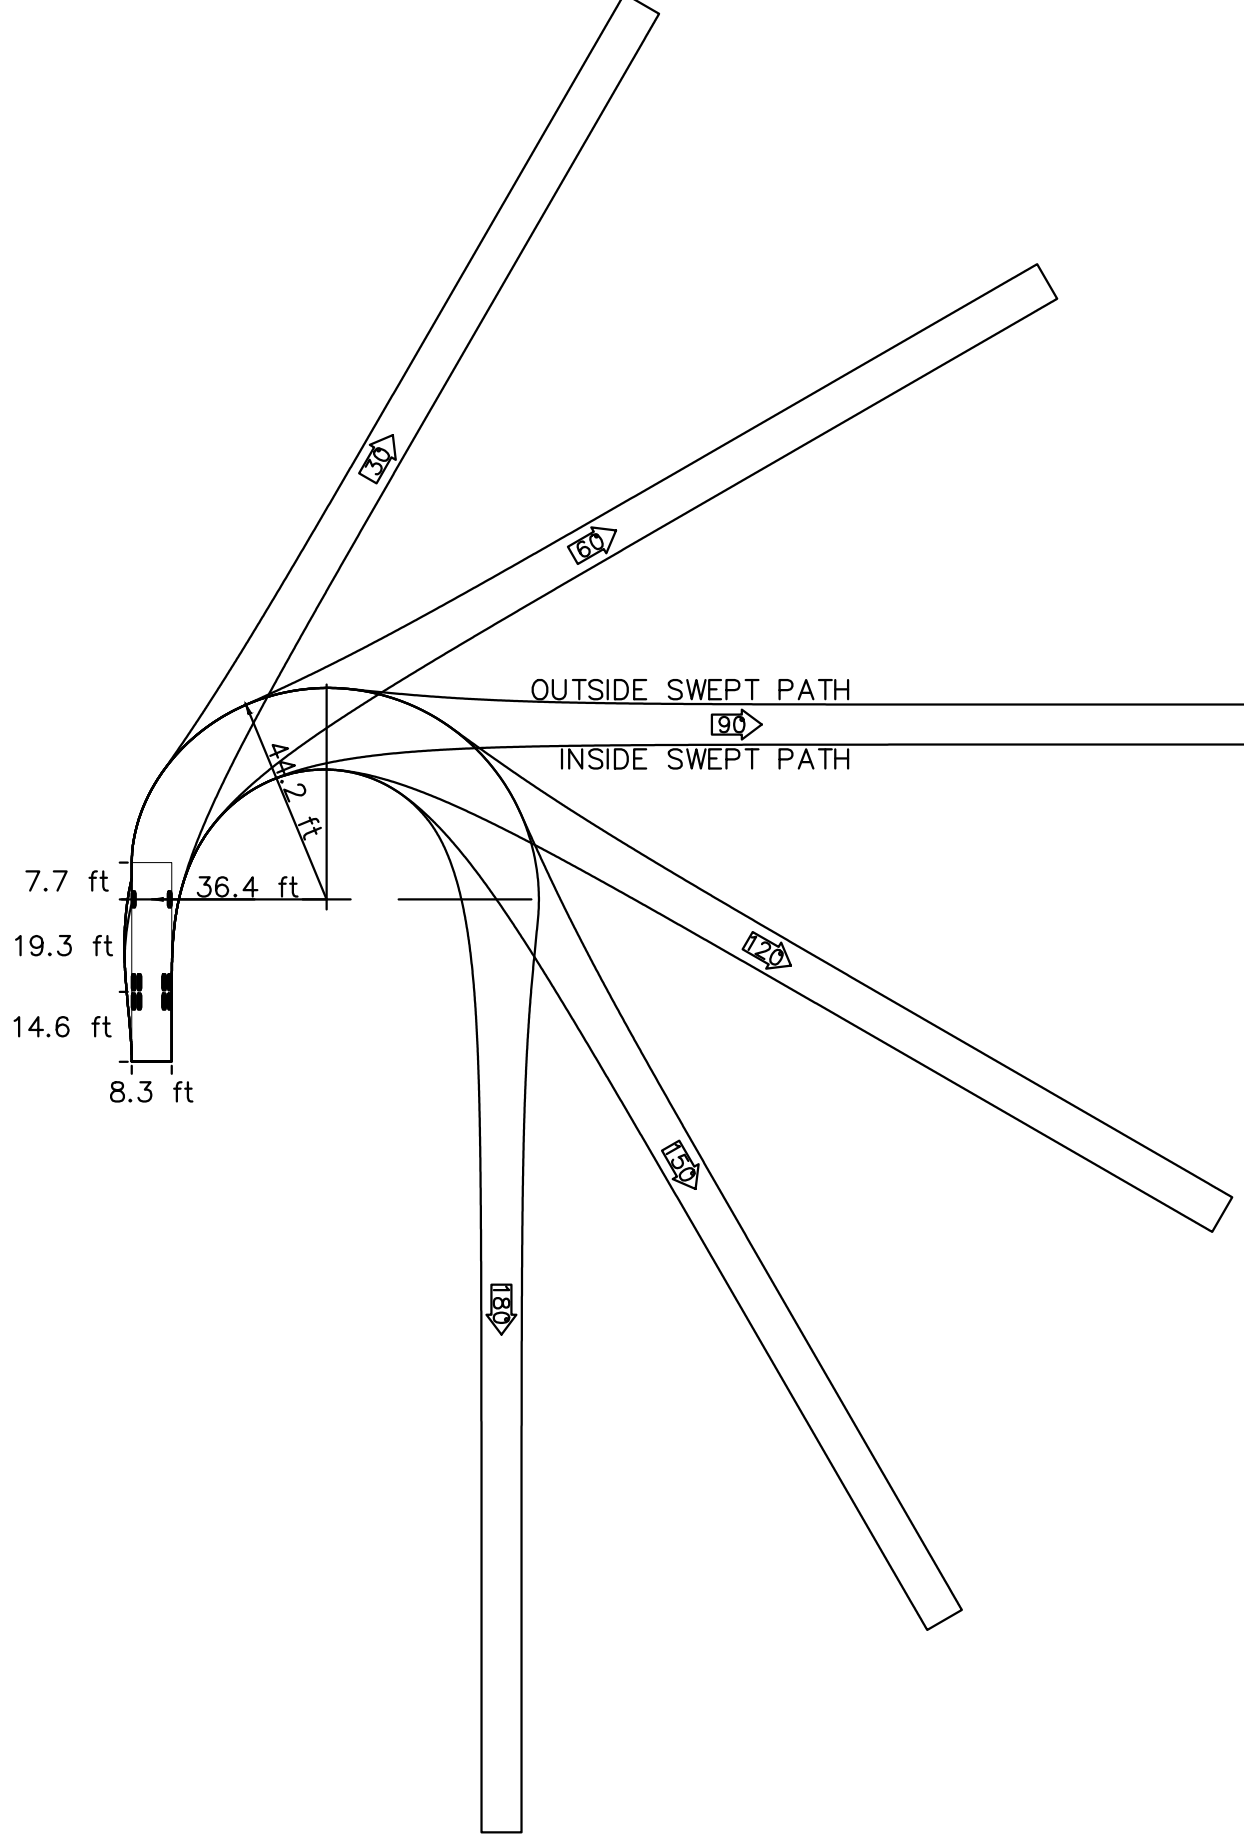 30°
60°
OUTSIDE SWEPT PATH
90°
INSIDE SWEPT PATH
44.2 ft
7.7 ft
36.4 ft
19.3 ft
120°
14.6 ft
8.3 ft
150°
180°